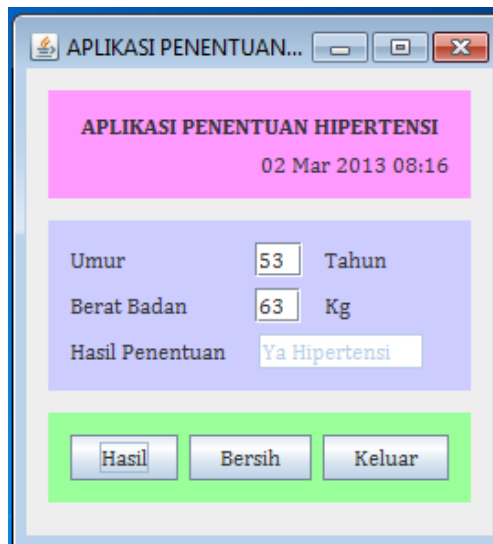 APLIKASI PENENTUAN...
APLIKASI PENENTUAN HIPERTENSI
02 Mar 2013 08:16
Umur 53 Tahun
Berat Badan 63 Kg
Hasil Penentuan Ya Hipertensi
Hasil Bersih Keluar